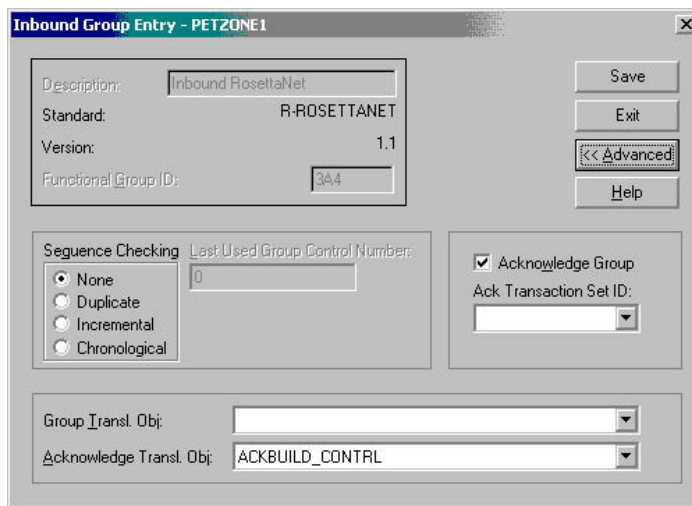 Inbound Group Entry - PETZONE1
Description: Inbound RosettaNet
Standard: R-ROSETTANET
Version: 1.1
Functional Group ID: 3A4
Save
Exit
<< Advanced
Help
Sequence Checking
None
Duplicate
Incremental
Chronological
Last Used Group Control Number:
0
Acknowledge Group
Ack Transaction Set ID:
Group Transl. Obj:
Acknowledge Transl. Obj: ACKBUILD_CONTRL